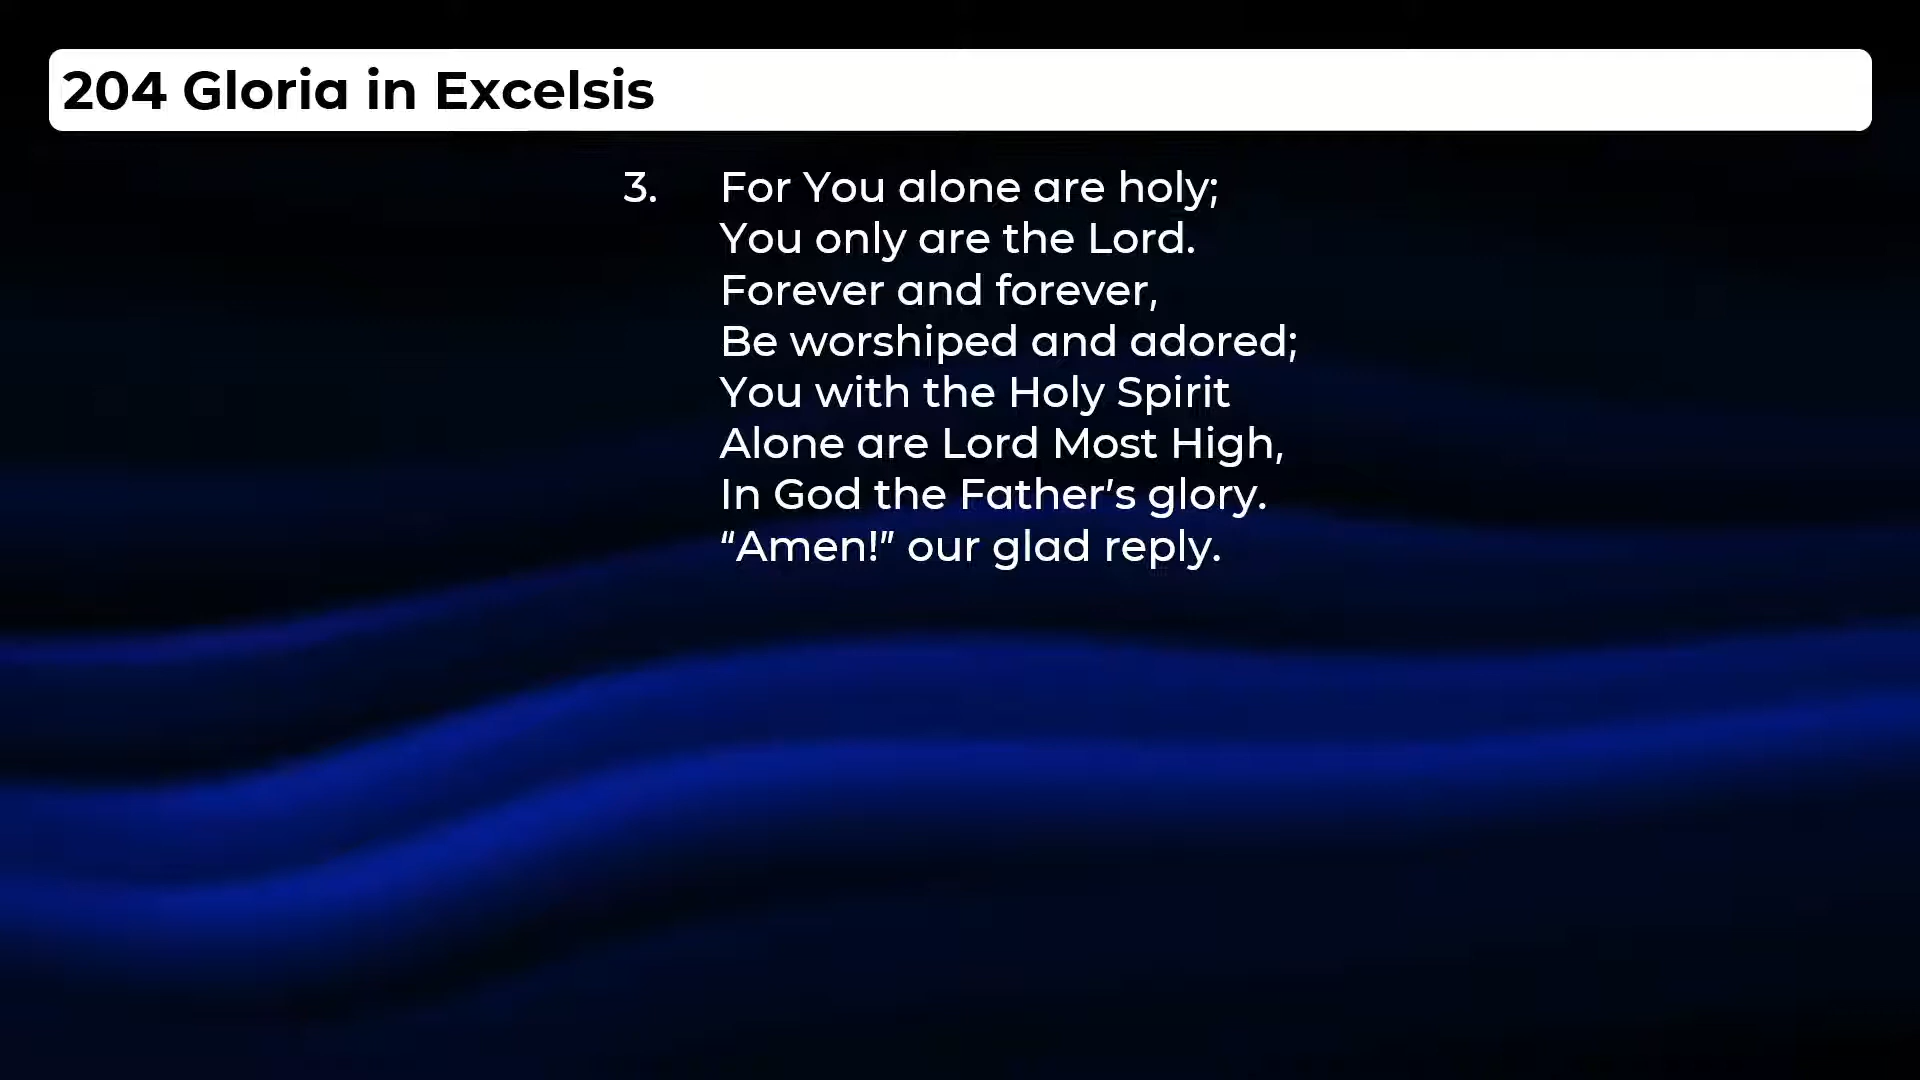 204 Gloria in Excelsis
3. For You alone are holy;
You only are the Lord.
Forever and forever,
Be worshiped and adored;
You with the Holy Spirit
Alone are Lord Most High,
In God the Father’s glory.
“Amen!” our glad reply.